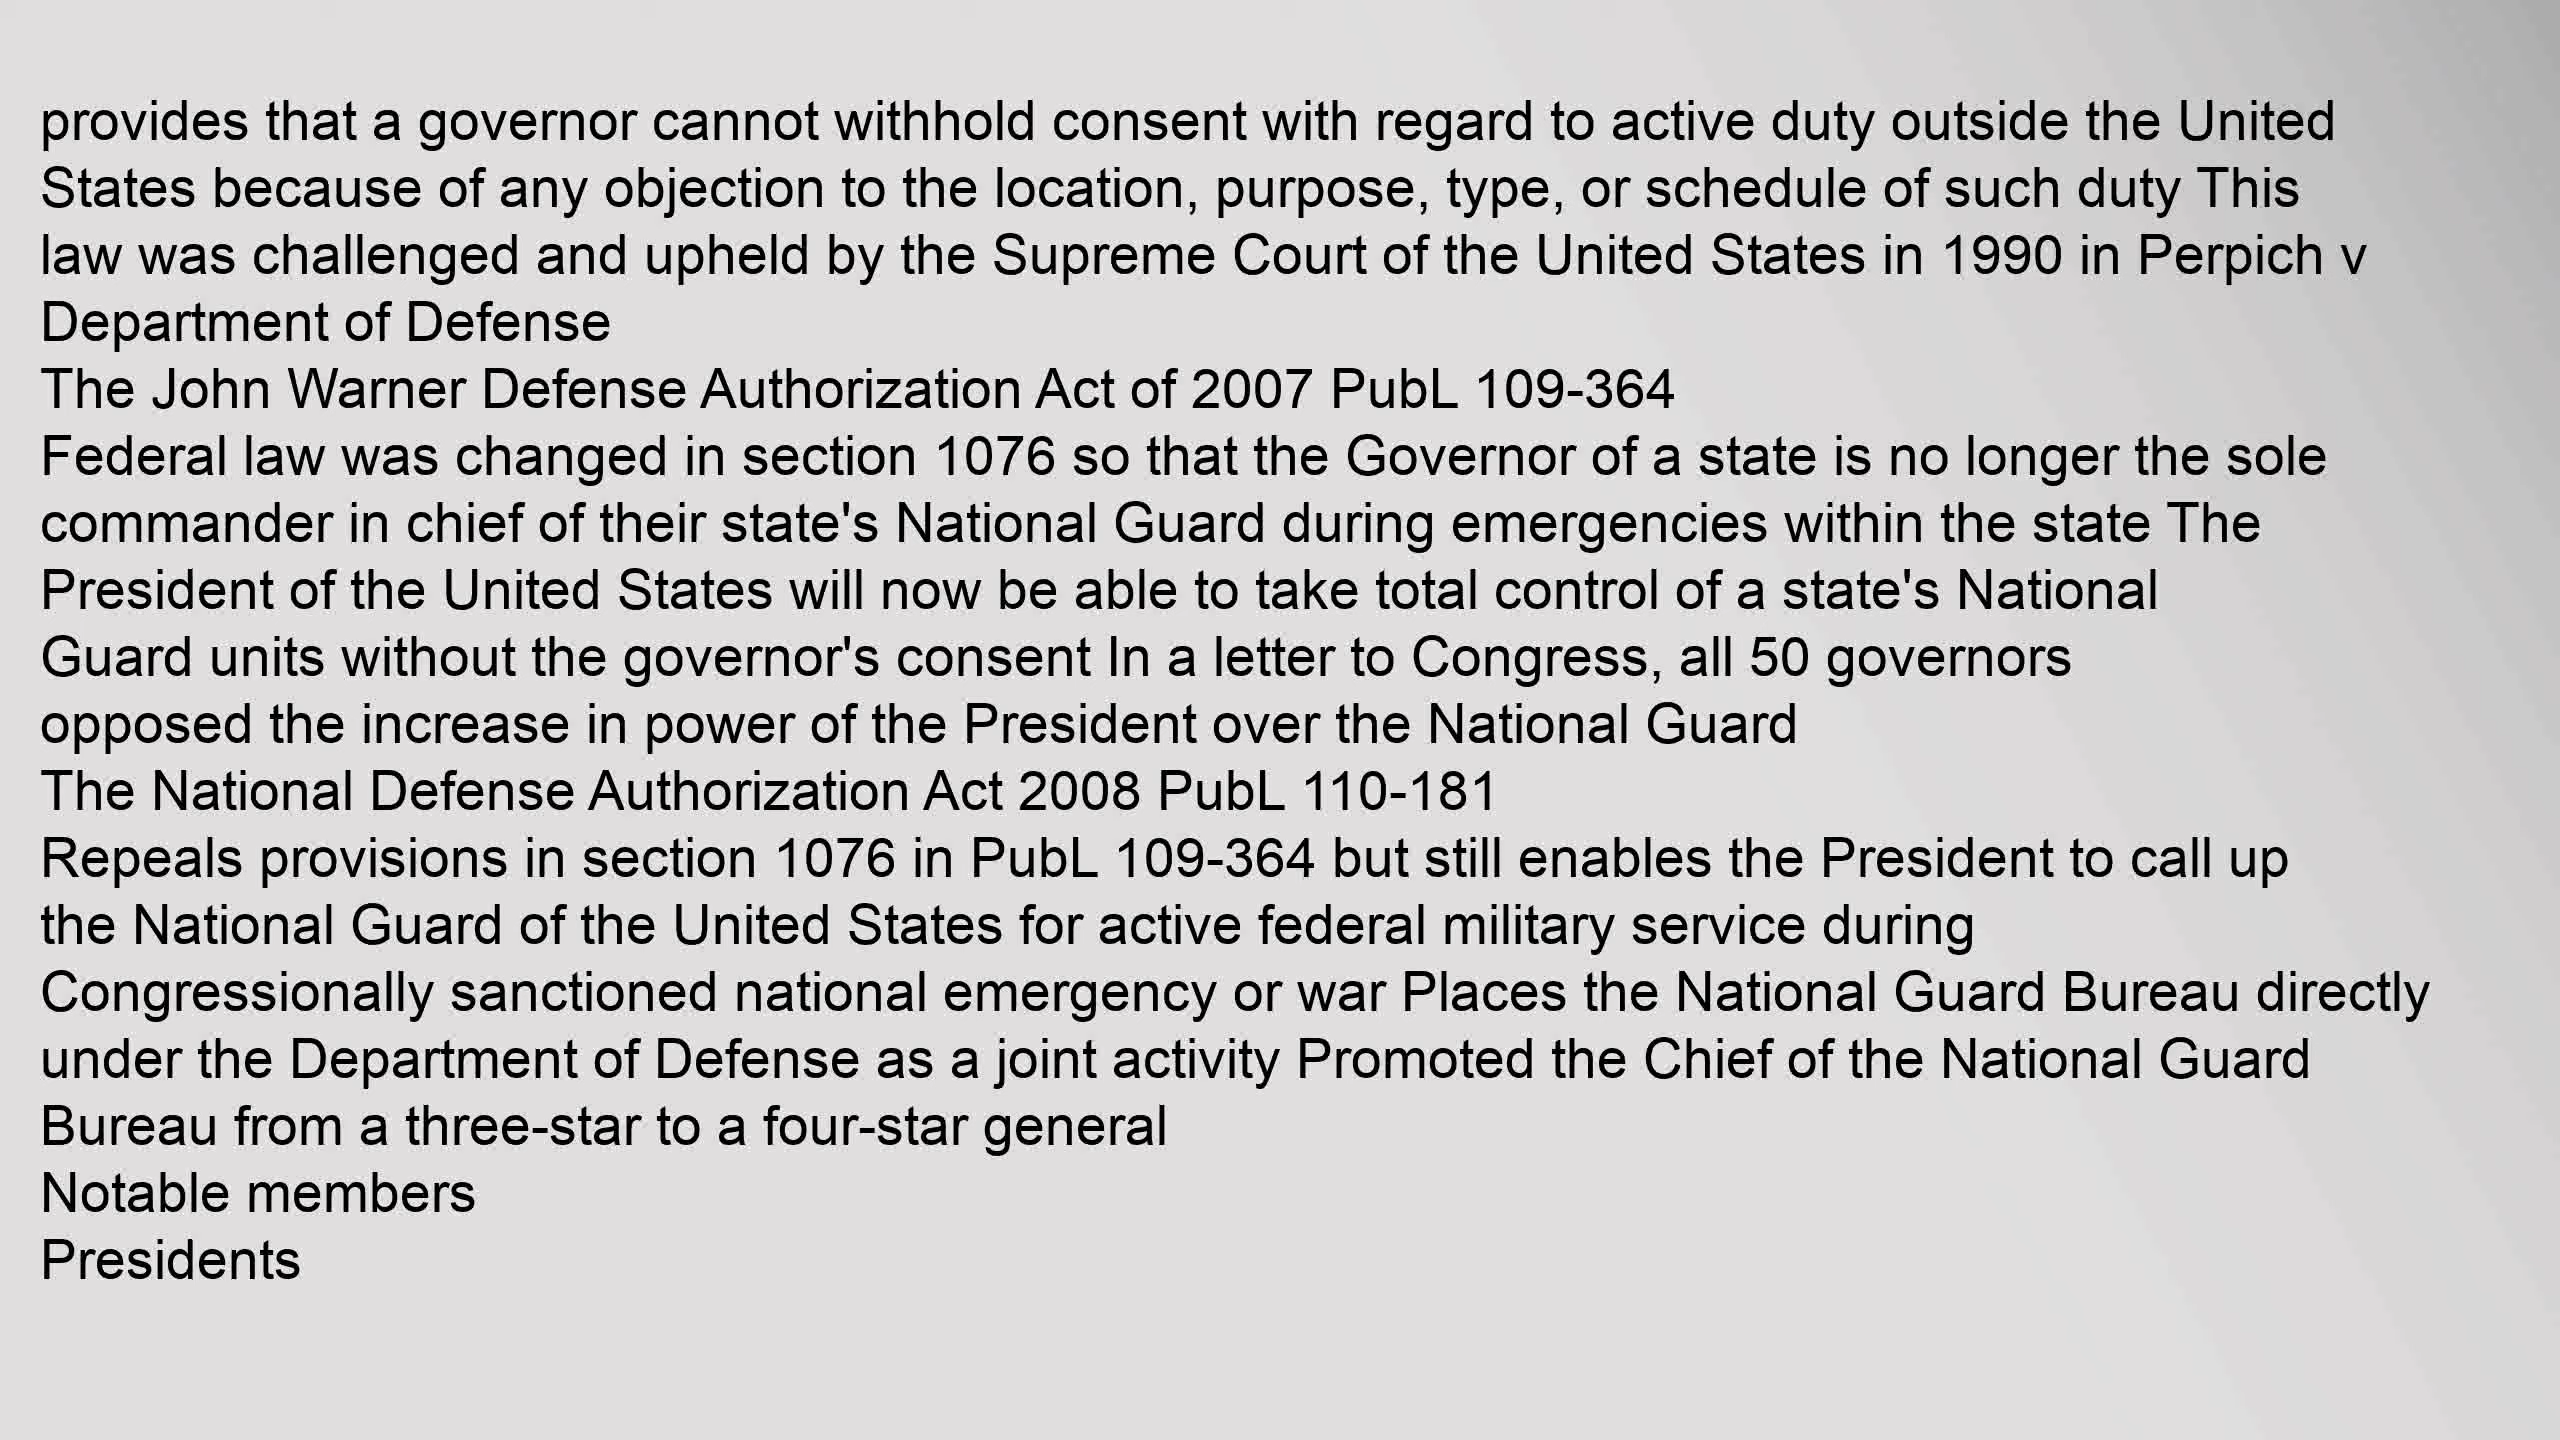 provides that a governor cannot withhold consent with regard to active duty outside the United
States because of any objection to the location, purpose, type, or schedule of such duty This
law was challenged and upheld by the Supreme Court of the United States in 1990 in Perpich v
Department of Defense
The John Warner Defense Authorization Act of 2007 PubL 109-364
Federal law was changed in section 1076 so that the Governor of a state is no longer the sole
commander in chief of their state's National Guard during emergencies within the state The
President of the United States will now be able to take total control of a state's National
Guard units without the governor's consent In a letter to Congress, all 50 governors
opposed the increase in power of the President over the National Guard
The National Defense Authorization Act 2008 PubL 110-181
Repeals provisions in section 1076 in PubL 109-364 but still enables the President to call up
the National Guard of the United States for active federal military service during
Congressionally sanctioned national emergency or war Places the National Guard Bureau directly
under the Department of Defense as a joint activity Promoted the Chief of the National Guard
Bureau from a three-star to a four-star general
Notable members
Presidents